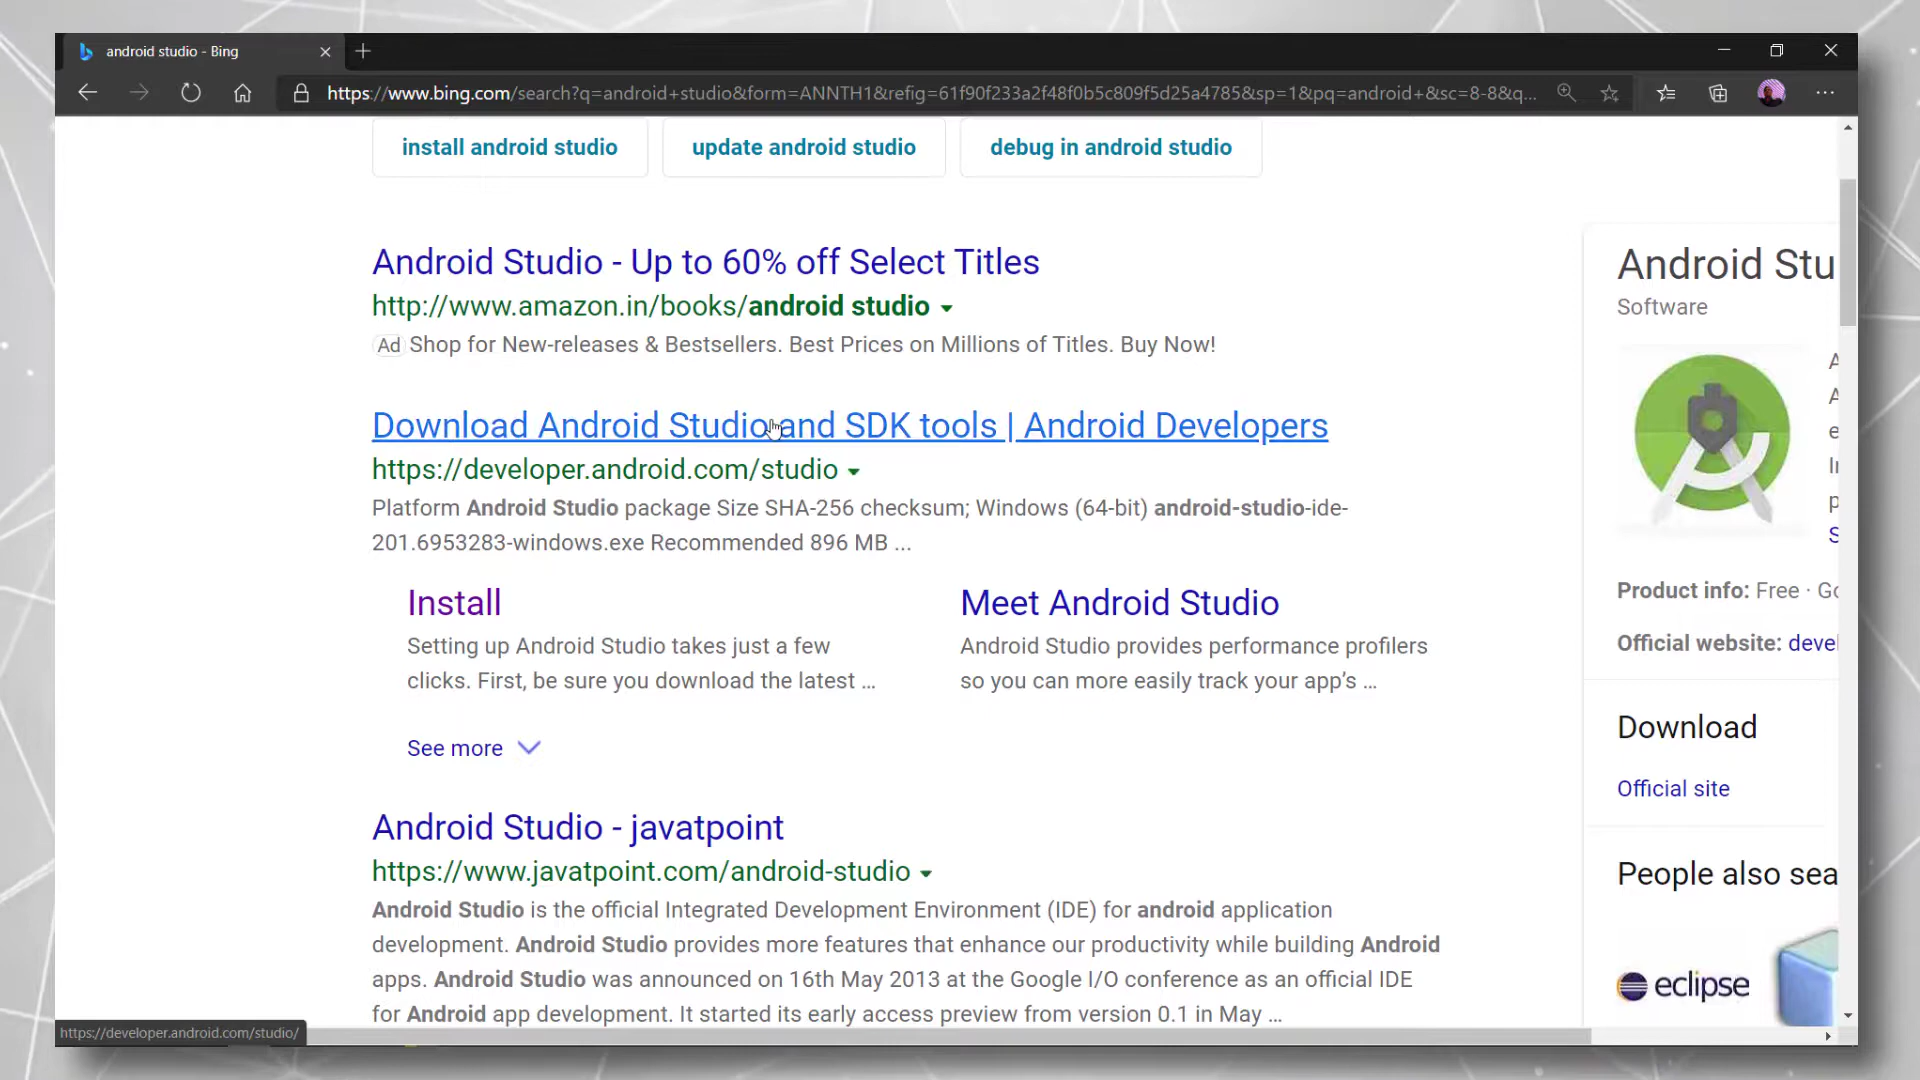 android studio - Bing
https://www.bing.com/search?q=android+studio&form=ANNTH1&refig=61f90f233a2f48f0b5c809f5d25a4785&sp=1&pq=android+&sc=8-8&q...
install android studio
update android studio
debug in android studio
Android Studio - Up to 60% off Select Titles
http://www.amazon.in/books/android studio
Ad Shop for New-releases & Bestsellers. Best Prices on Millions of Titles. Buy Now!
Download Android Studio and SDK tools | Android Developers
https://developer.android.com/studio
Platform Android Studio package Size SHA-256 checksum; Windows (64-bit) android-studio-ide-
201.6953283-windows.exe Recommended 896 MB ...
Install
Setting up Android Studio takes just a few
clicks. First, be sure you download the latest ...
Meet Android Studio
Android Studio provides performance profilers
so you can more easily track your app's ...
See more
Android Studio - javatpoint
https://www.javatpoint.com/android-studio
Android Studio is the official Integrated Development Environment (IDE) for android application
development. Android Studio provides more features that enhance our productivity while building Android
apps. Android Studio was announced on 16th May 2013 at the Google I/O conference as an official IDE
for Android app development. It started its early access preview from version 0.1 in May ...
Android Stu
Software
A
A
e
I
p
S
Product info: Free · Go
Official website: devel
Download
Official site
People also sea
eclipse
https://developer.android.com/studio/